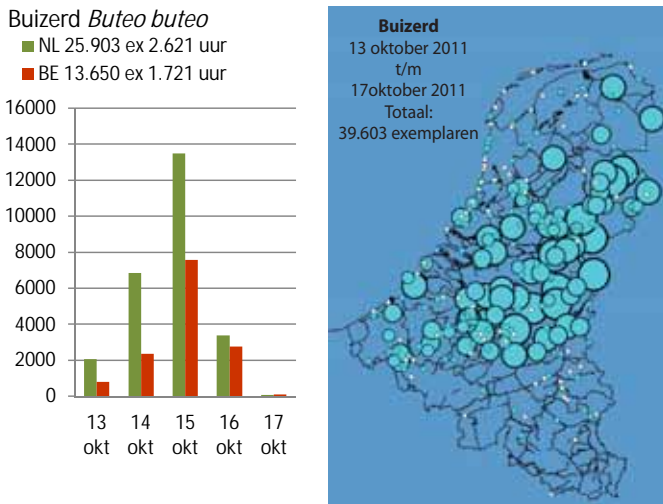 Buizerd Buteo buteo
NL 25.903 ex 2.621 uur
BE 13.650 ex 1.721 uur
16000
14000
12000
10000
8000
6000
4000
2000
0
13 14 15 16 17
okt okt okt okt okt
Buizerd
13 oktober 2011
t/m
17oktober 2011
Totaal:
39.603 exemplaren